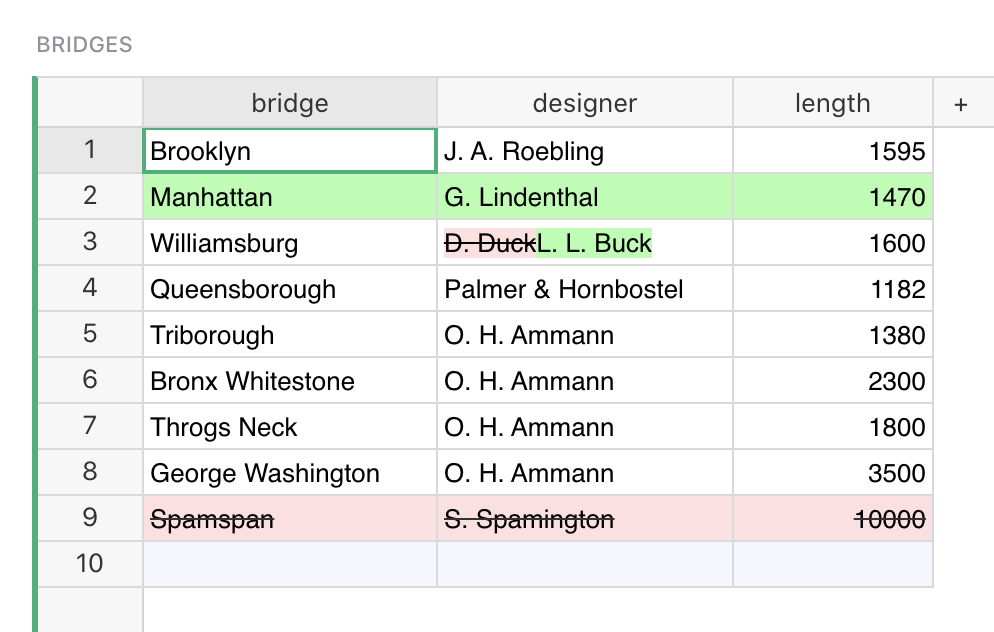 BRIDGES
bridge designer length +
1 Brooklyn J. A. Roebling 1595
2 Manhattan G. Lindenthal 1470
3 Williamsburg D. DuckL. L. Buck 1600
4 Queensborough Palmer & Hornbostel 1182
5 Triborough O. H. Ammann 1380
6 Bronx Whitestone O. H. Ammann 2300
7 Throgs Neck O. H. Ammann 1800
8 George Washington O. H. Ammann 3500
9 Spamspan S. Spamington 10000
10